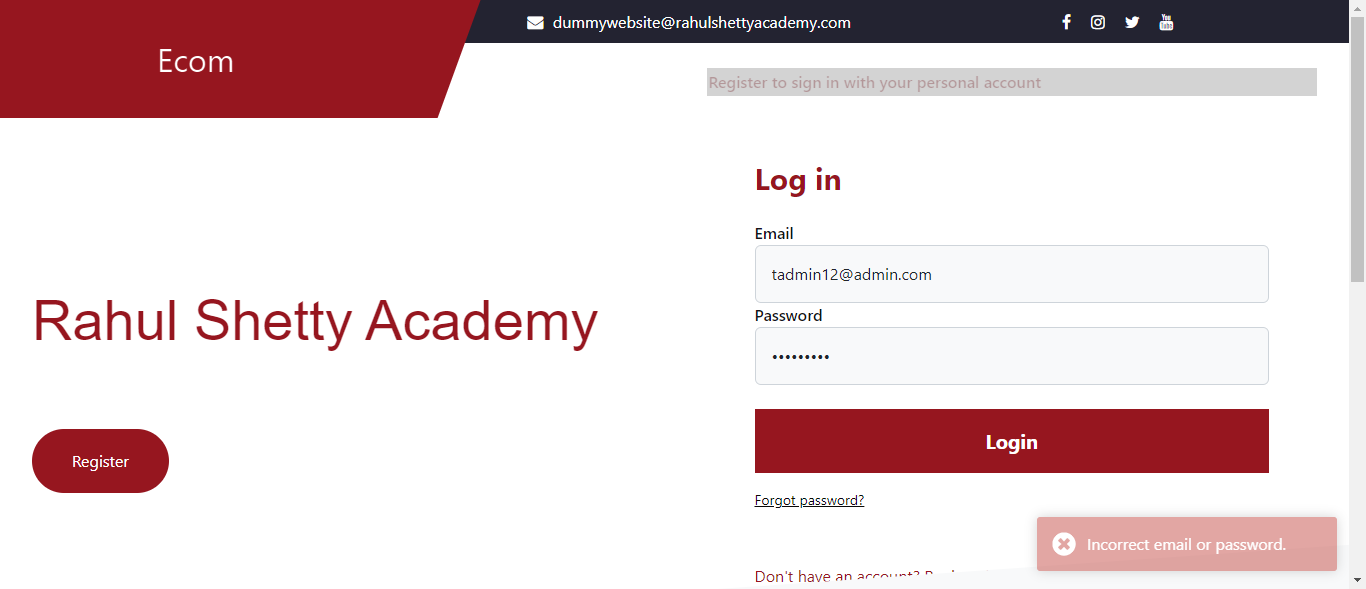 dummywebsite@rahulshettyacademy.com
Ecom
Register to sign in with your personal account
Log in
Email
tadmin12@admin.com
Password
•••••••••
Rahul Shetty Academy
Register
Login
Forgot password?
Incorrect email or password.
Don't have an account?